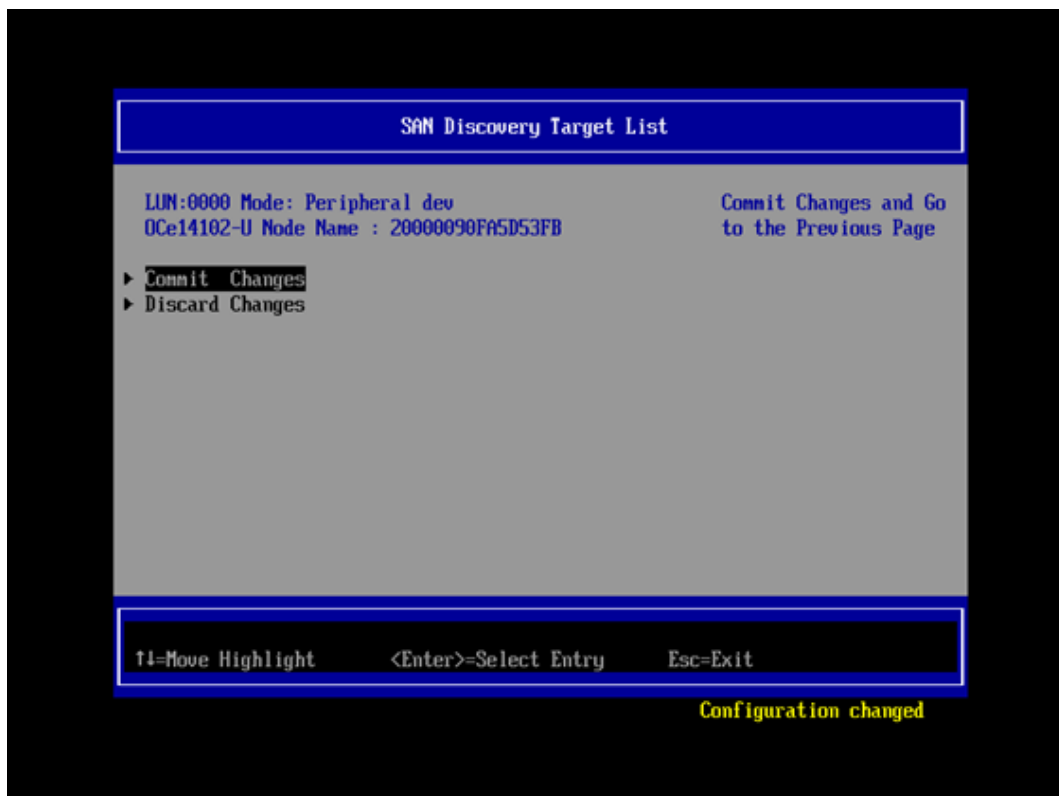 SAN Discovery Target List
LUN:0000 Mode: Peripheral dev
OCe14102-U Node Name : 20000090FA5D53FB
Commit Changes and Go
to the Previous Page
Commit Changes
Discard Changes
↑↓=Move Highlight <Enter>=Select Entry Esc=Exit
Configuration changed